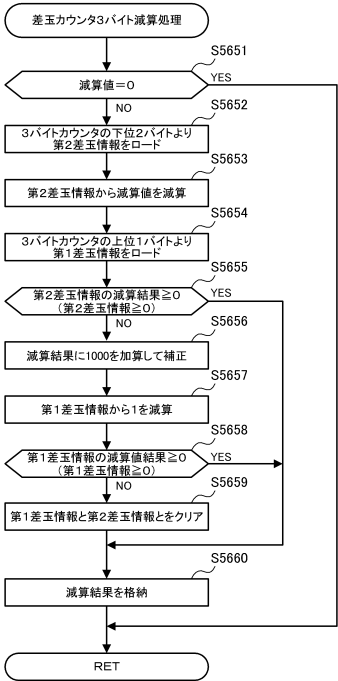 差玉カウンタ3バイト減算処理
S5651
減算値=0
YES
NO
S5652
3バイトカウンタの下位2バイトより
第2差玉情報をロード
S5653
第2差玉情報から減算値を減算
S5654
3バイトカウンタの上位1バイトより
第1差玉情報をロード
S5655
第2差玉情報の減算結果≧0
(第2差玉情報≧0)
YES
NO
S5656
減算結果に1000を加算して補正
S5657
第1差玉情報から1を減算
S5658
第1差玉情報の減算値結果≧0
(第1差玉情報≧0)
YES
NO
S5659
第1差玉情報と第2差玉情報とをクリア
S5660
減算結果を格納
RET